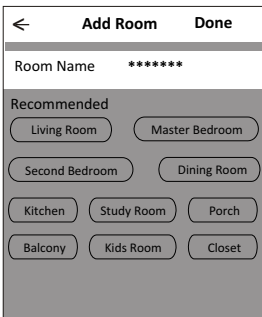 ← Add Room Done
Room Name *******
Recommended
Living Room Master Bedroom
Second Bedroom Dining Room
Kitchen Study Room Porch
Balcony Kids Room Closet